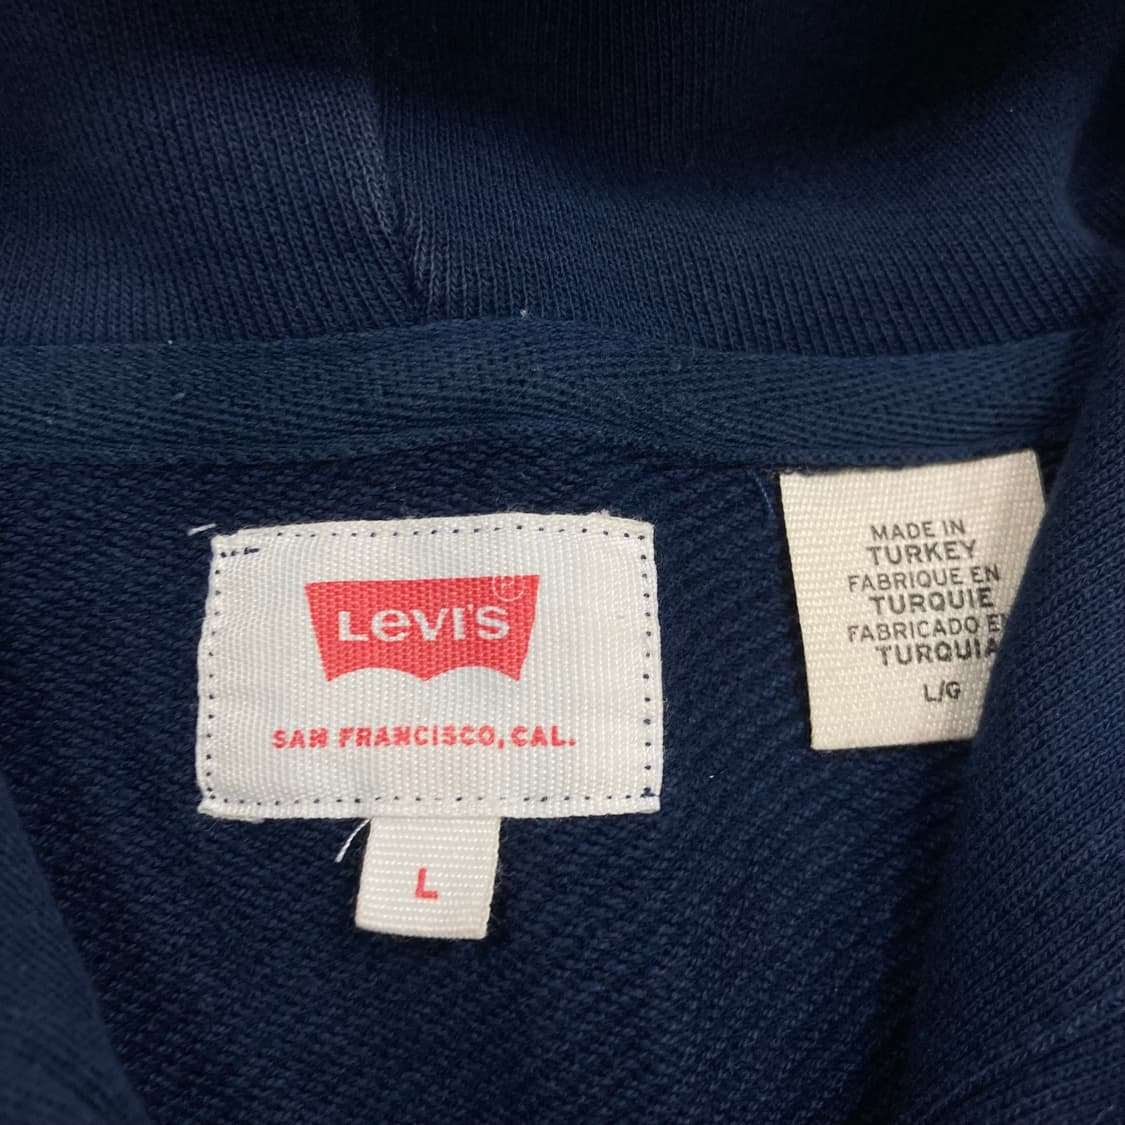 LEVI'S
SAN FRANCISCO, CAL.
L
MADE IN
TURKEY
FABRIQUE EN
TURQUIE
FABRICADO EN
TURQUIA
L/G